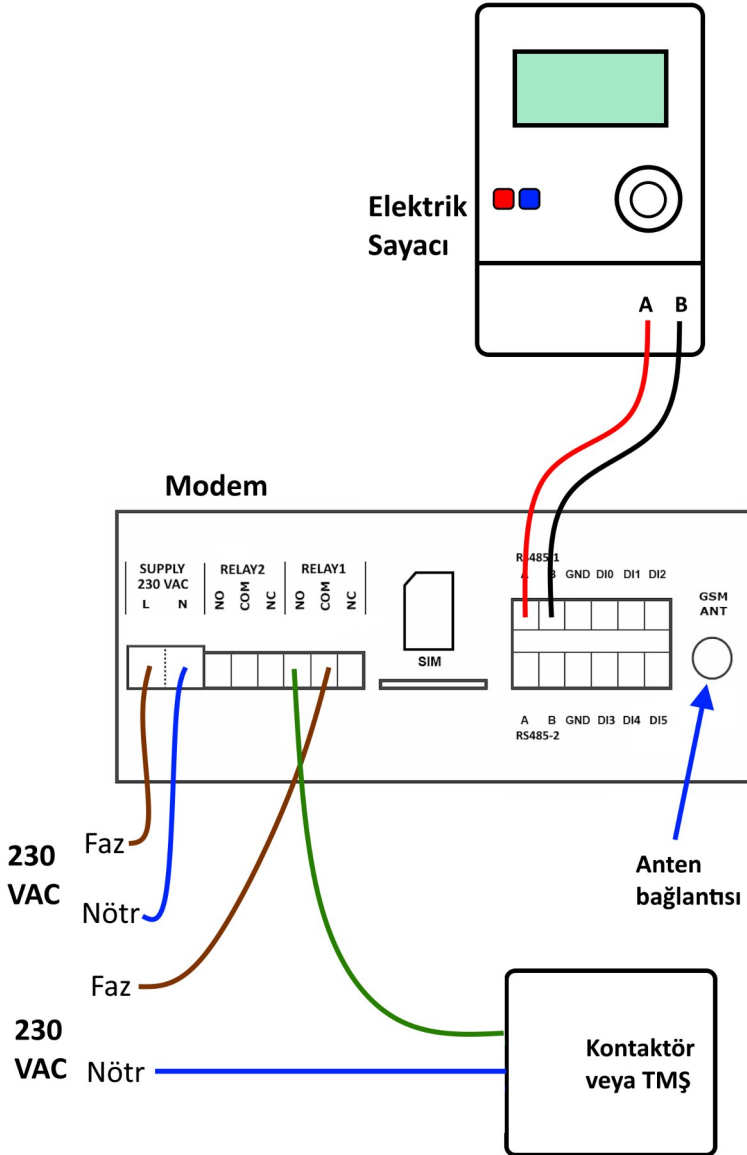 Elektrik
Sayacı
A B
Modem
SUPPLY
230 VAC
L N
RELAY2
NO COM NC
RELAY1
NO COM NC
SIM
RS485-1
A B GND DI0 DI1 DI2
GSM
ANT
A B GND DI3 DI4 DI5
RS485-2
230
VAC
Faz
Nötr
Anten
bağlantısı
Faz
230
VAC
Nötr
Kontaktör
veya TMŞ